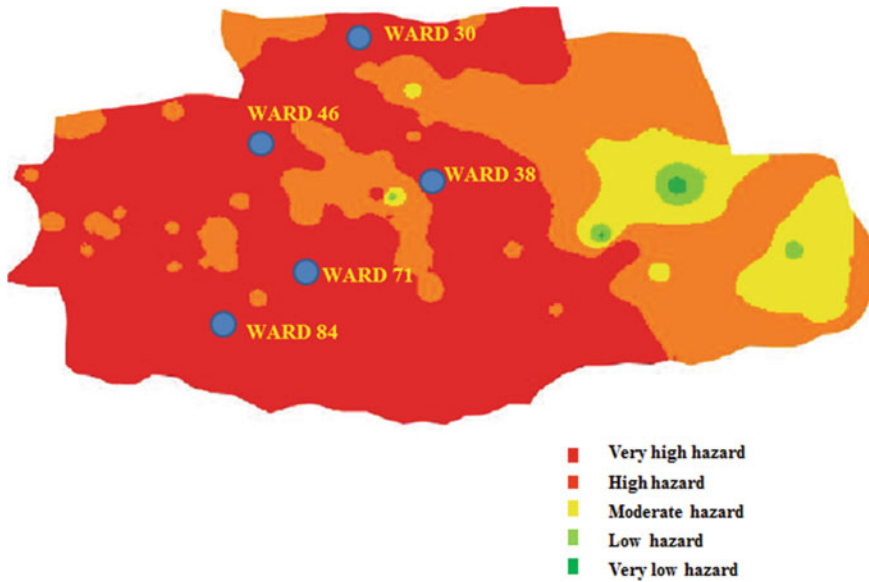 WARD 30
WARD 46
WARD 38
WARD 71
WARD 84
Very high hazard
High hazard
Moderate hazard
Low hazard
Very low hazard